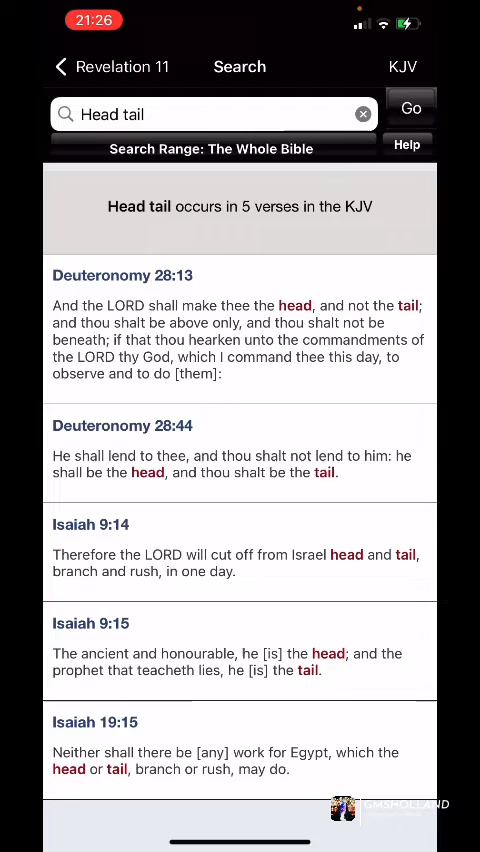 21:26
Revelation 11
Search
KJV
Head tail
Go
Search Range: The Whole Bible
Help
Head tail occurs in 5 verses in the KJV
Deuteronomy 28:13
And the LORD shall make thee the head, and not the tail;
and thou shalt be above only, and thou shalt not be
beneath; if that thou hearken unto the commandments of
the LORD thy God, which I command thee this day, to
observe and to do [them]:
Deuteronomy 28:44
He shall lend to thee, and thou shalt not lend to him: he
shall be the head, and thou shalt be the tail.
Isaiah 9:14
Therefore the LORD will cut off from Israel head and tail,
branch and rush, in one day.
Isaiah 9:15
The ancient and honourable, he [is] the head; and the
prophet that teacheth lies, he [is] the tail.
Isaiah 19:15
Neither shall there be [any] work for Egypt, which the
head or tail, branch or rush, may do.
GMSHOLLAND